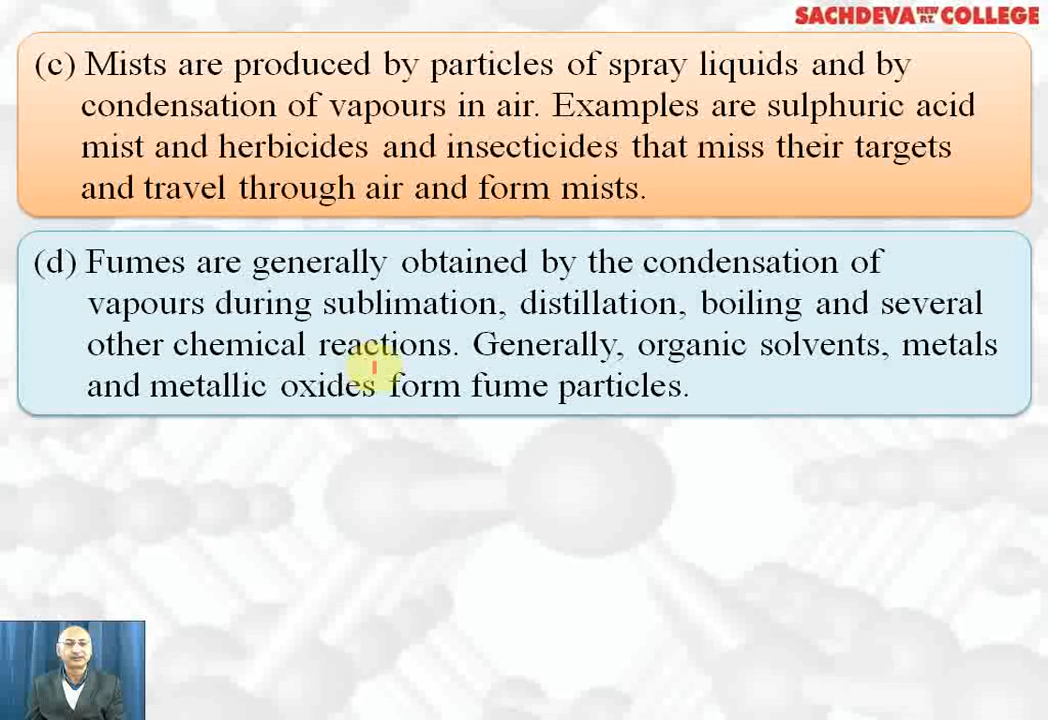 SACHDEVA NEW P.T. COLLEGE
(c) Mists are produced by particles of spray liquids and by
condensation of vapours in air. Examples are sulphuric acid
mist and herbicides and insecticides that miss their targets
and travel through air and form mists.
(d) Fumes are generally obtained by the condensation of
vapours during sublimation, distillation, boiling and several
other chemical reactions. Generally, organic solvents, metals
and metallic oxides form fume particles.